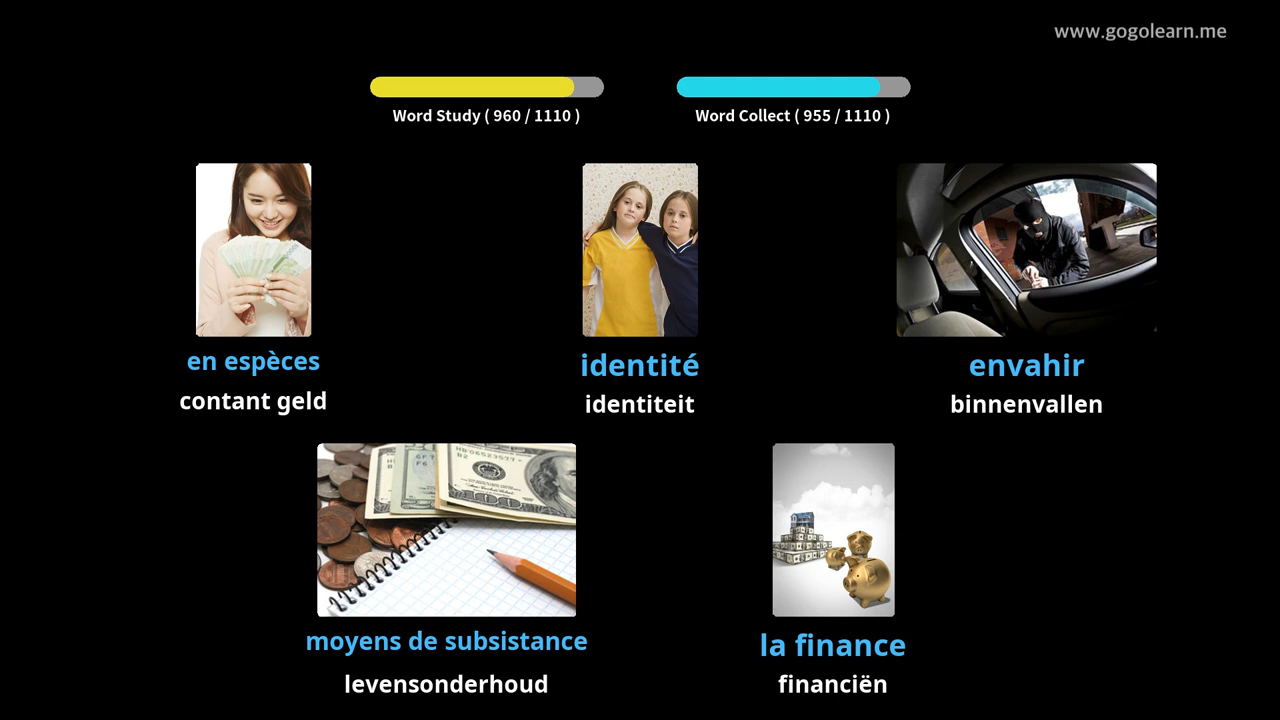 www.gogolearn.me
Word Study ( 960 / 1110 )
Word Collect ( 955 / 1110 )
en espèces
contant geld
identité
identiteit
envahir
binnenvallen
moyens de subsistance
levensonderhoud
la finance
financiën